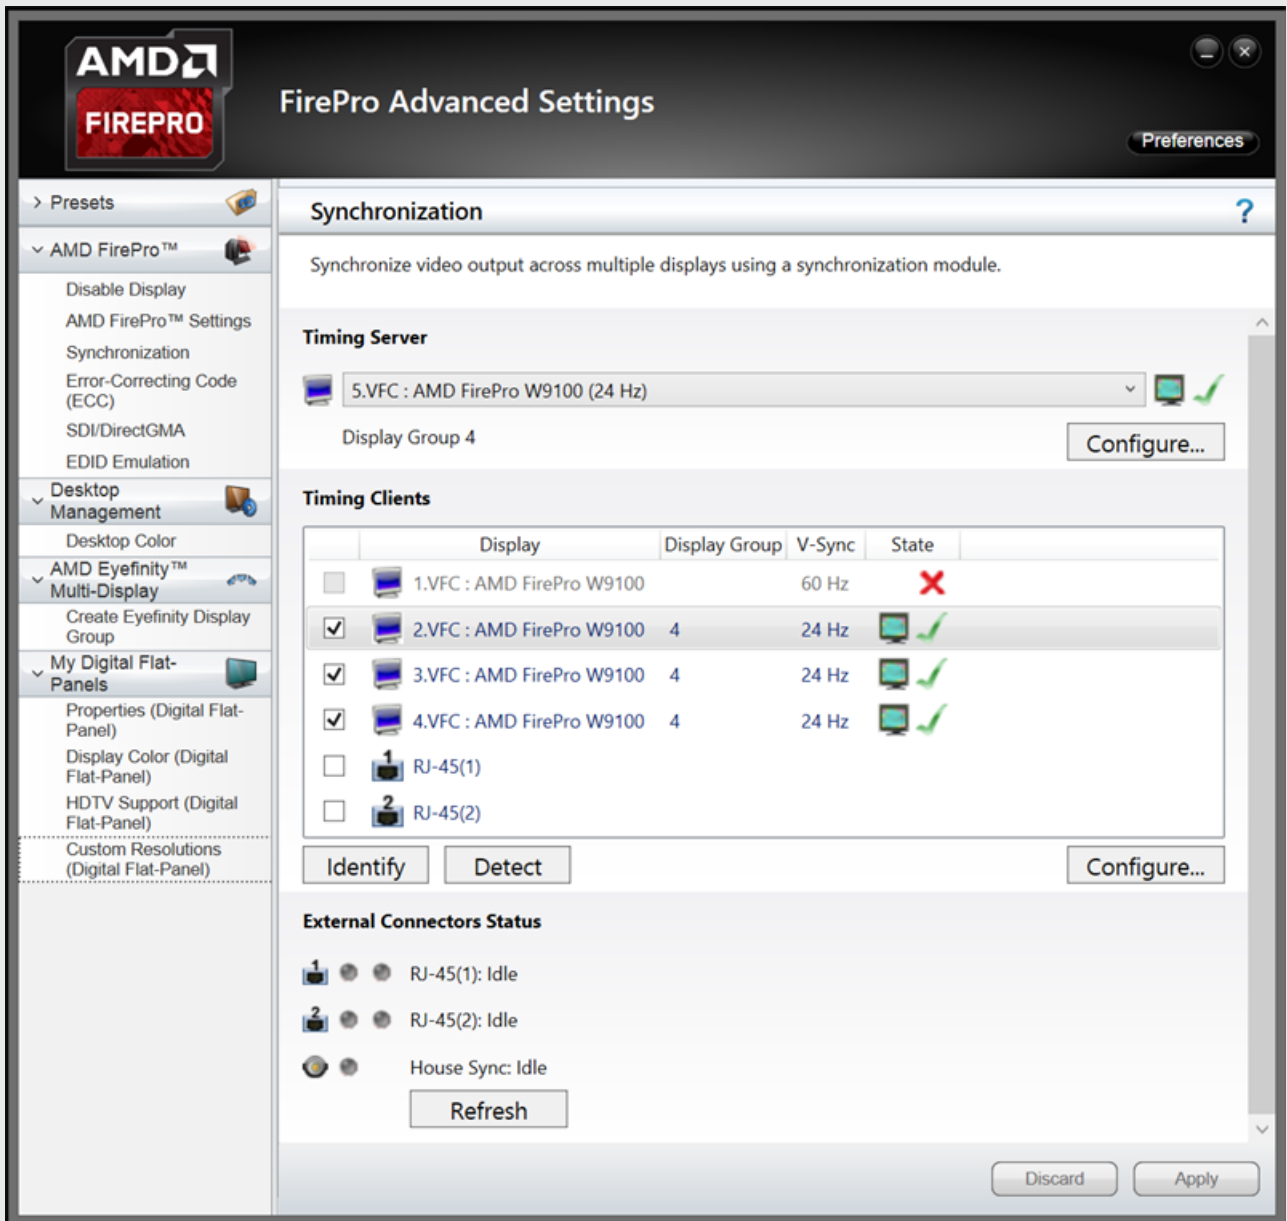 AMD
FIREPRO
FirePro Advanced Settings
Preferences
Presets
AMD FirePro™
Disable Display
AMD FirePro™ Settings
Synchronization
Error-Correcting Code
(ECC)
SDI/DirectGMA
EDID Emulation
Desktop
Management
Desktop Color
AMD Eyefinity™
Multi-Display
Create Eyefinity Display
Group
My Digital Flat-
Panels
Properties (Digital Flat-
Panel)
Display Color (Digital
Flat-Panel)
HDTV Support (Digital
Flat-Panel)
Custom Resolutions
(Digital Flat-Panel)
Synchronization ?
Synchronize video output across multiple displays using a synchronization module.
Timing Server
5.VFC : AMD FirePro W9100 (24 Hz)
Display Group 4
Configure...
Timing Clients
Display Display Group V-Sync State
1.VFC : AMD FirePro W9100 60 Hz
2.VFC : AMD FirePro W9100 4 24 Hz
3.VFC : AMD FirePro W9100 4 24 Hz
4.VFC : AMD FirePro W9100 4 24 Hz
1 RJ-45(1)
2 RJ-45(2)
Identify Detect Configure...
External Connectors Status
1 RJ-45(1): Idle
2 RJ-45(2): Idle
House Sync: Idle
Refresh
Discard Apply